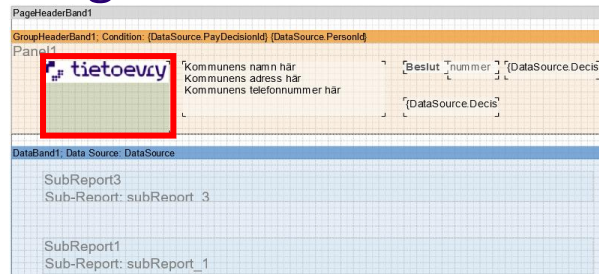 PageHeaderBand1
GroupHeaderBand1; Condition: {DataSource.PayDecisionId} {DataSource.PersonId}
Panel1
tietoevry
Kommunens namn här
Kommunens adress här
Kommunens telefonnummer här
Beslut nummer {DataSource.Decis
{DataSource.Decis
DataBand1; Data Source: DataSource
SubReport3
Sub-Report: subReport_3
SubReport1
Sub-Report: subReport_1